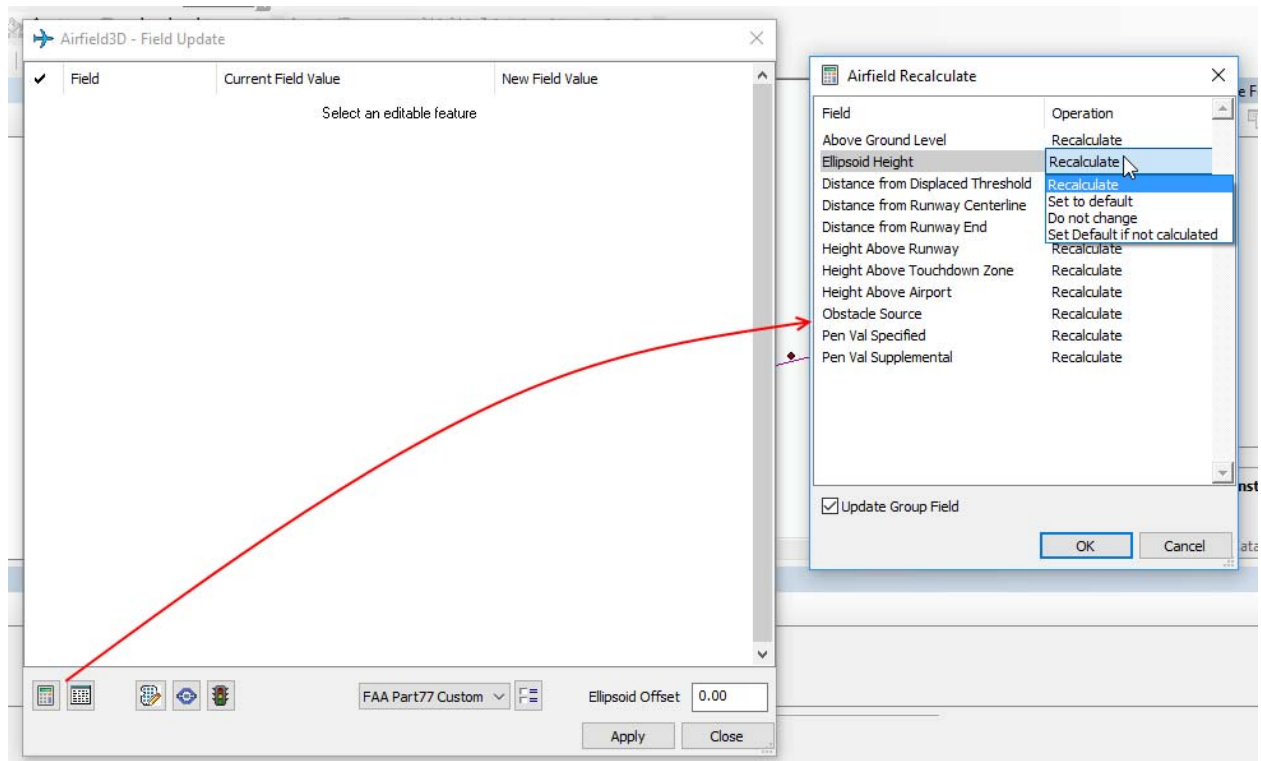 Airfield3D - Field Update
Field Current Field Value New Field Value
Select an editable feature
FAA Part77 Custom Ellipsoid Offset 0.00
Apply Close
Airfield Recalculate
Field Operation
Above Ground Level Recalculate
Ellipsoid Height Recalculate
Distance from Displaced Threshold Recalculate
Distance from Runway Centerline Set to default
Distance from Runway End Do not change
Set Default if not calculated
Height Above Runway Recalculate
Height Above Touchdown Zone Recalculate
Height Above Airport Recalculate
Obstacle Source Recalculate
Pen Val Specified Recalculate
Pen Val Supplemental Recalculate
Update Group Field
OK Cancel
e F
nst
ata